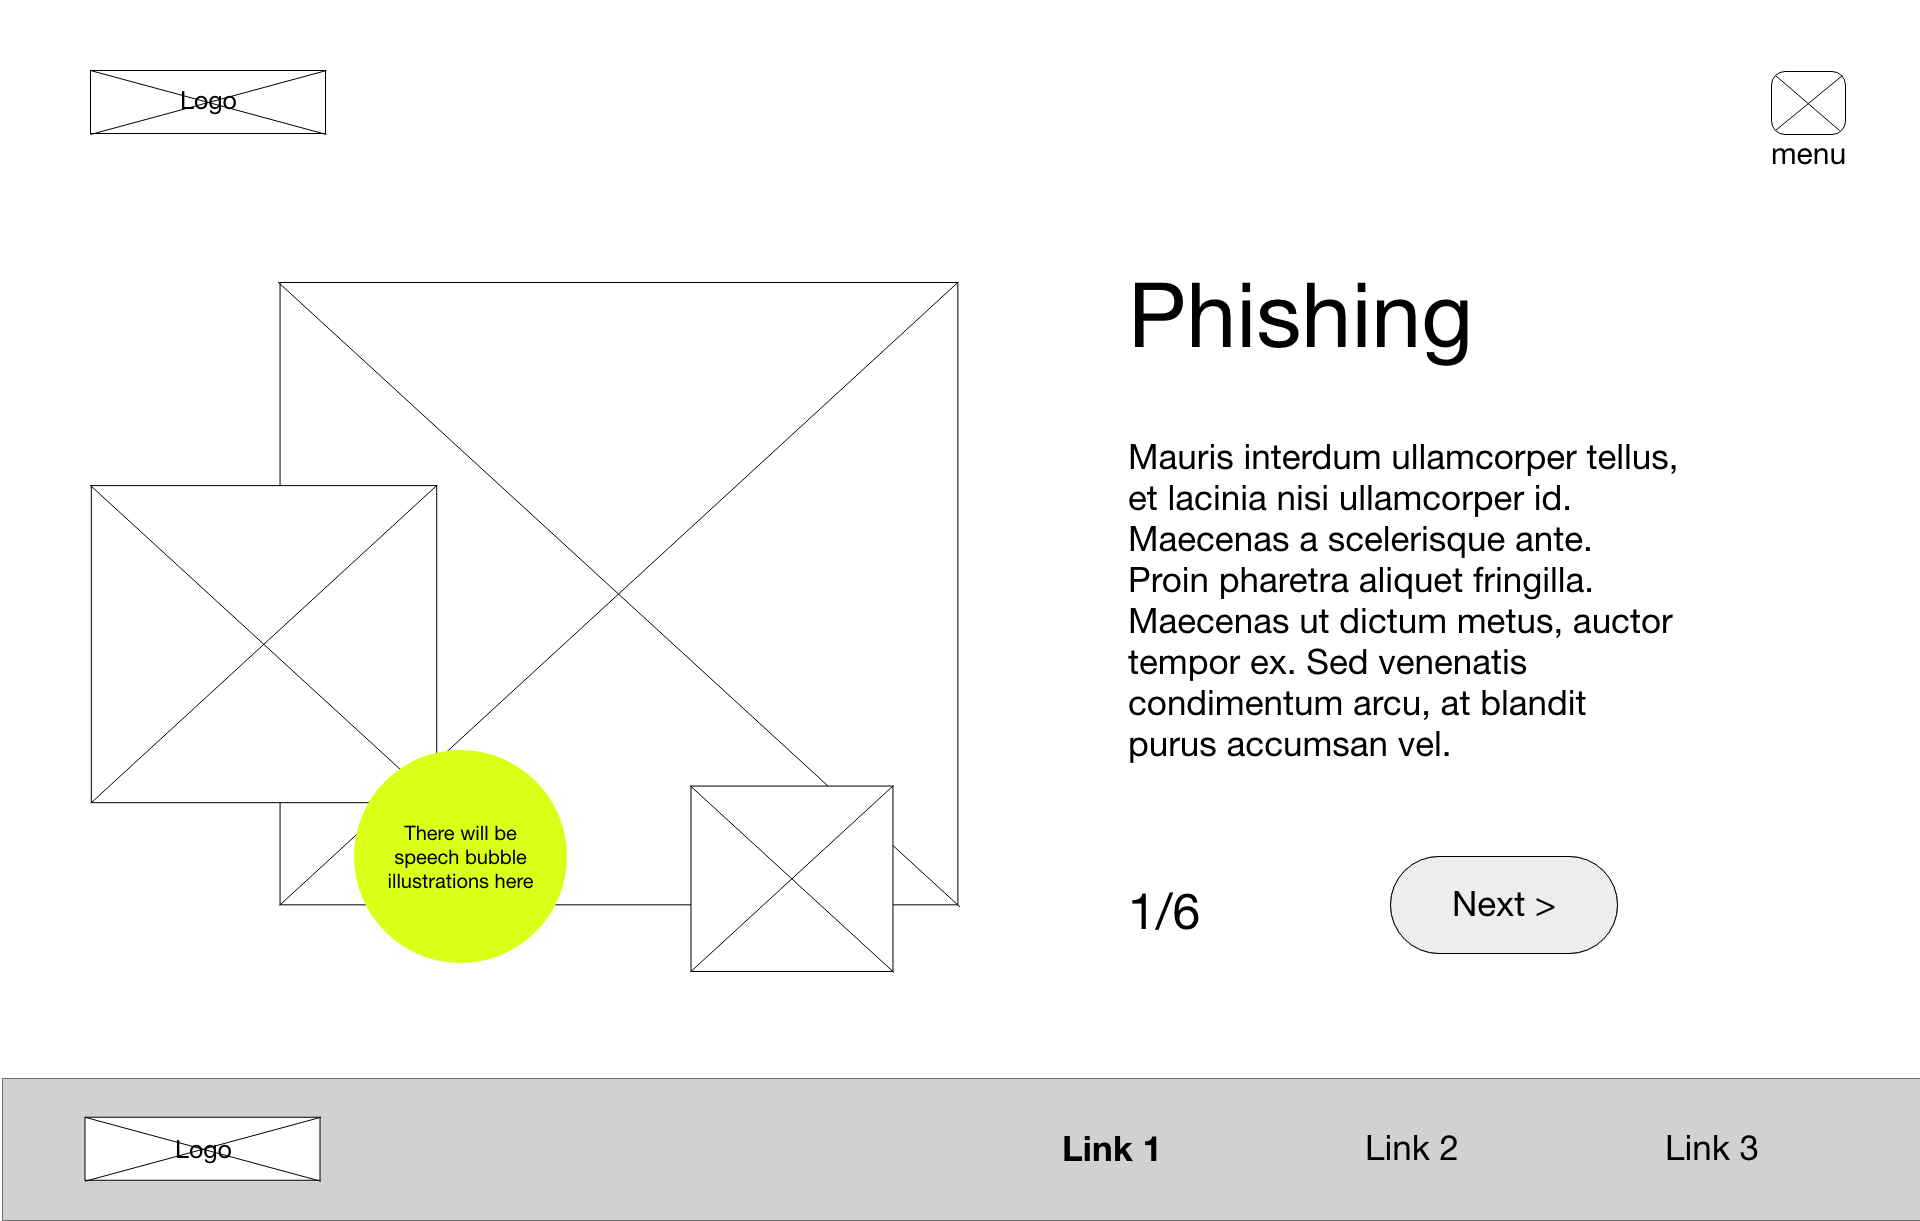 Logo
menu
Phishing
Mauris interdum ullamcorper tellus,
et lacinia nisi ullamcorper id.
Maecenas a scelerisque ante.
Proin pharetra aliquet fringilla.
Maecenas ut dictum metus, auctor
tempor ex. Sed venenatis
condimentum arcu, at blandit
purus accumsan vel.
There will be
speech bubble
illustrations here
1/6
Next >
Logo
Link 1
Link 2
Link 3